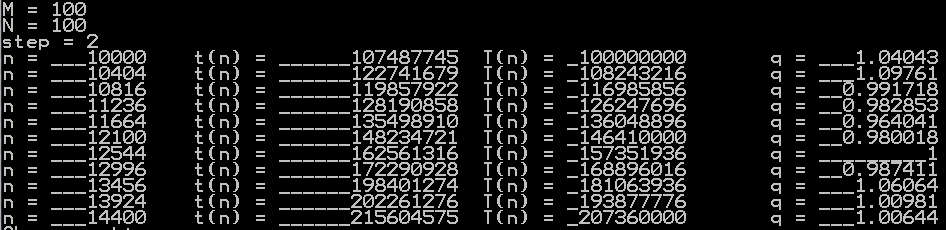 M = 100
N = 100
step = 2
n = ___10000    t(n) = ______107487745  T(n) = _100000000       q = ___1.04043
n = ___10404    t(n) = ______122741679  T(n) = _108243216       q = ___1.09761
n = ___10816    t(n) = ______119857922  T(n) = _116985856       q = __0.991718
n = ___11236    t(n) = ______128190858  T(n) = _126247696       q = __0.982853
n = ___11664    t(n) = ______135498910  T(n) = _136048896       q = __0.964041
n = ___12100    t(n) = ______148234721  T(n) = _146410000       q = __0.980018
n = ___12544    t(n) = ______162561316  T(n) = _157351936       q = _________1
n = ___12996    t(n) = ______172290928  T(n) = _168896016       q = __0.987411
n = ___13456    t(n) = ______198401274  T(n) = _181063936       q = ___1.06064
n = ___13924    t(n) = ______202261276  T(n) = _193877776       q = ___1.00981
n = ___14400    t(n) = ______215604575  T(n) = _207360000       q = ___1.00644